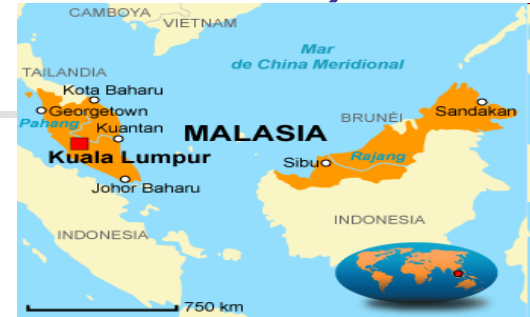 CAMBOYA
VIETNAM
Mar
de China Meridional
TAILANDIA
Kota Baharu
Georgetown
Pahang
Kuantan
BRUNÉI
Sandakan
MALASIA
Kuala Lumpur
Sibu
Rajang
Johor Baharu
INDONESIA
INDONESIA
750 km